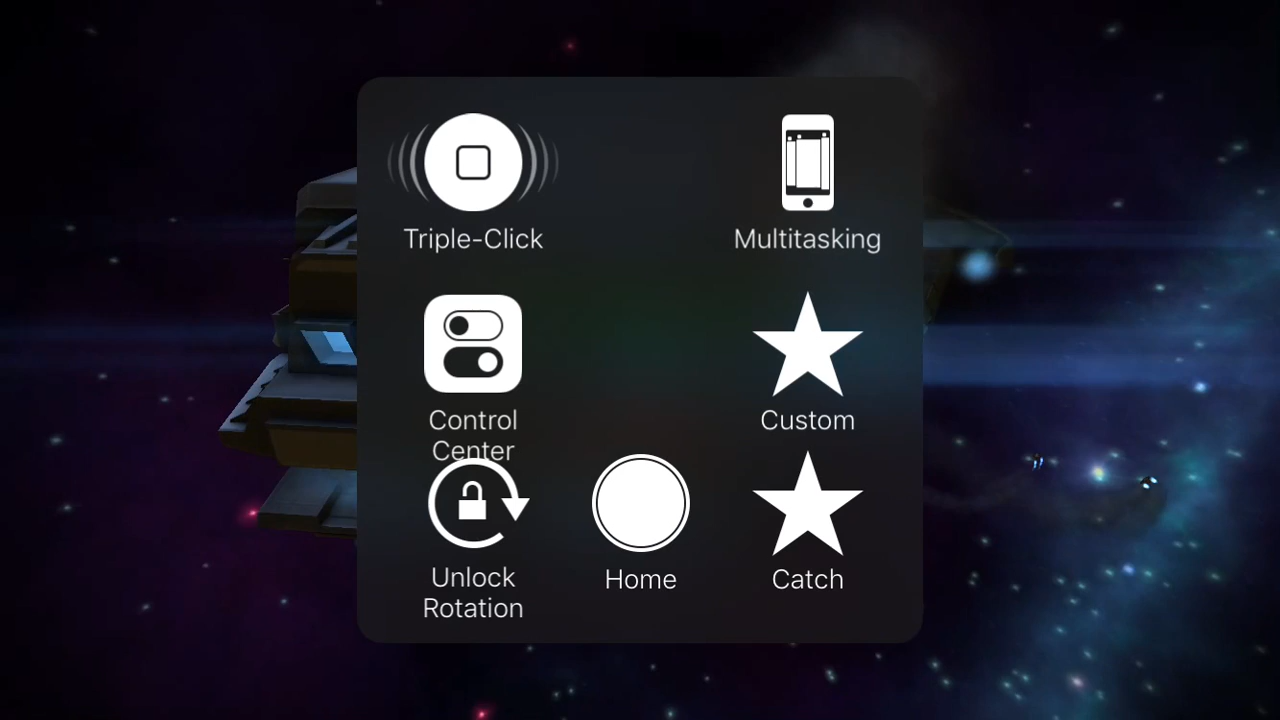 Triple-Click
Multitasking
Control
Center
Custom
Unlock
Rotation
Home
Catch